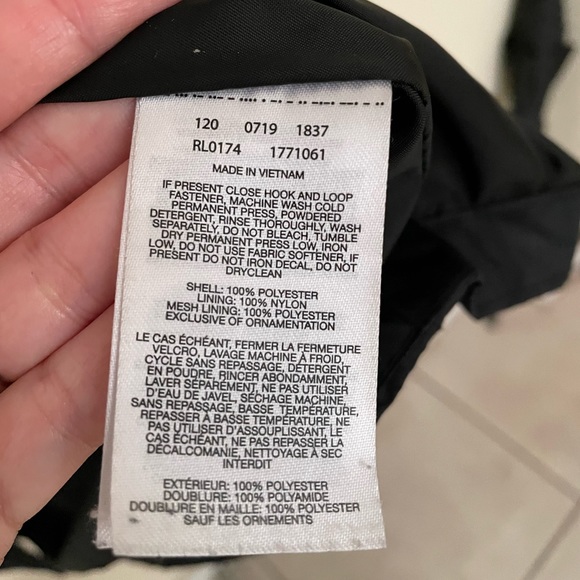 120 0719 1837
RL0174 1771061
MADE IN VIETNAM
IF PRESENT CLOSE HOOK AND LOOP
FASTENER, MACHINE WASH COLD
PERMANENT PRESS, POWDERED
DETERGENT, RINSE THOROUGHLY, WASH
SEPARATELY, DO NOT BLEACH, TUMBLE
DRY PERMANENT PRESS LOW, IRON
LOW, DO NOT USE FABRIC SOFTENER, IF
PRESENT DO NOT IRON DECAL, DO NOT
DRYCLEAN
SHELL: 100% POLYESTER
LINING: 100% NYLON
MESH LINING: 100% POLYESTER
EXCLUSIVE OF ORNAMENTATION
LE CAS ÉCHÉANT, FERMER LA FERMETURE
VELCRO, LAVAGE MACHINE À FROID,
CYCLE SANS REPASSAGE, DÉTERGENT
EN POUDRE, RINCER ABONDAMMENT,
LAVER SÉPARÉMENT, NE PAS UTILISER
D'EAU DE JAVEL, SÉCHAGE MACHINE,
SANS REPASSAGE, BASSE TEMPÉRATURE,
REPASSER À BASSE TEMPÉRATURE, NE
PAS UTILISER D'ASSOUPLISSANT, LE
CAS ÉCHÉANT, NE PAS REPASSER LA
DÉCALCOMANIE, NETTOYAGE À SEC
INTERDIT
EXTÉRIEUR: 100% POLYESTER
DOUBLURE: 100% POLYAMIDE
DOUBLURE EN MAILLE: 100% POLYESTER
SAUF LES ORNEMENTS